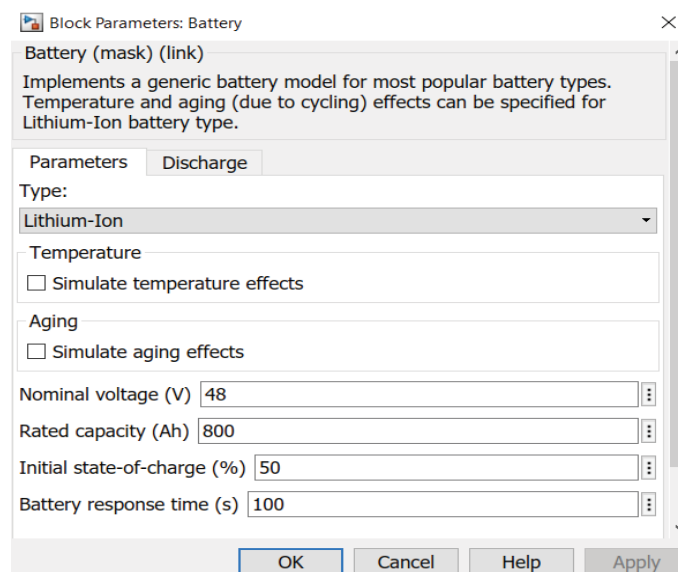 Block Parameters: Battery
Battery (mask) (link)
Implements a generic battery model for most popular battery types.
Temperature and aging (due to cycling) effects can be specified for
Lithium-Ion battery type.
Parameters Discharge
Type:
Lithium-Ion
Temperature
Simulate temperature effects
Aging
Simulate aging effects
Nominal voltage (V) 48
Rated capacity (Ah) 800
Initial state-of-charge (%) 50
Battery response time (s) 100
OK Cancel Help Apply